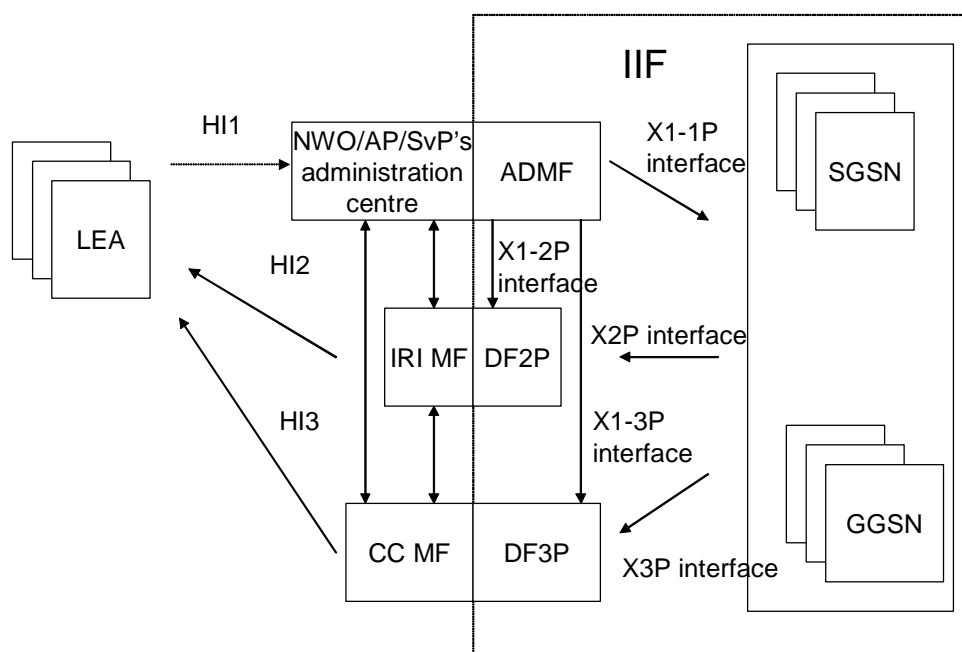 IIF
HI1
NWO/AP/SvP's
administration
centre
ADMF
X1-1P
interface
SGSN
LEA
HI2
X1-2P
interface
IRI MF
DF2P
X2P interface
HI3
X1-3P
interface
CC MF
DF3P
X3P interface
GGSN